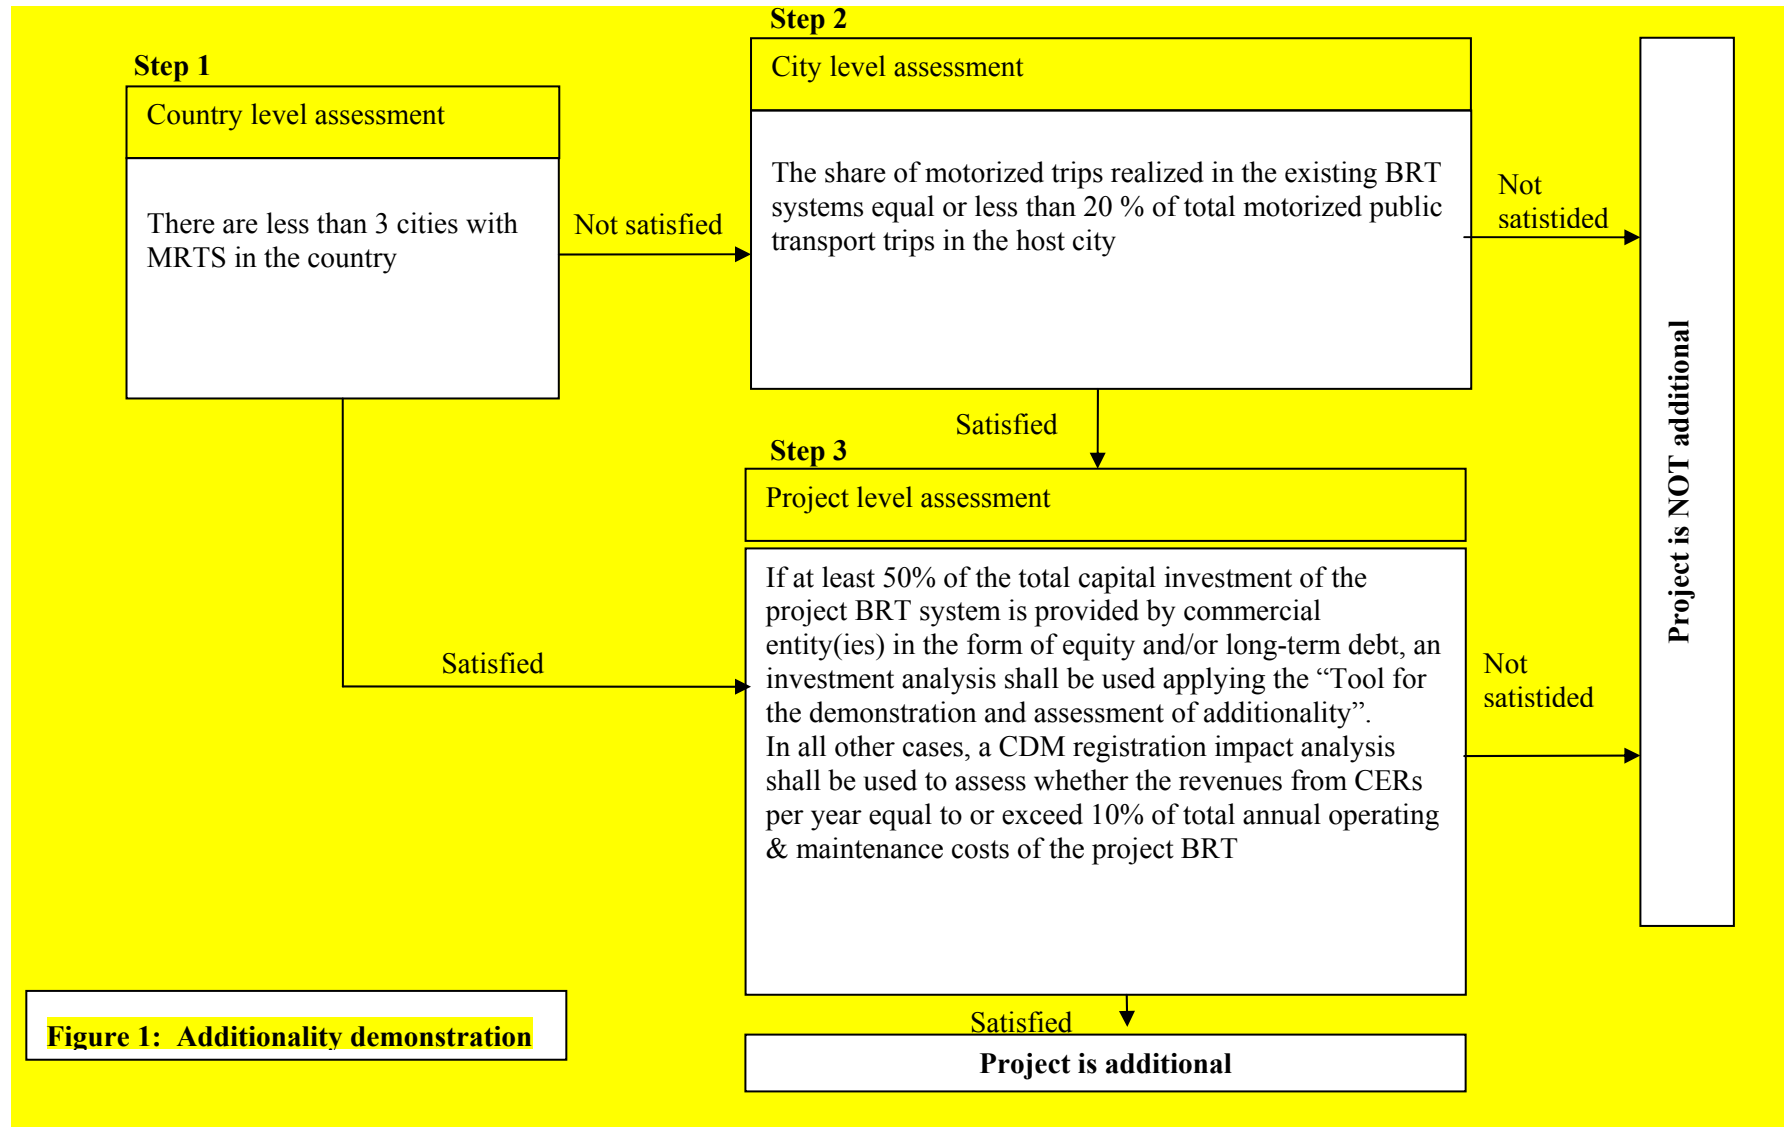 Step 1
Country level assessment
There are less than 3 cities with
MRTS in the country
Not satisfied
Satisfied
Step 2
City level assessment
The share of motorized trips realized in the existing BRT
systems equal or less than 20 % of total motorized public
transport trips in the host city
Not
satistided
Satisfied
Step 3
Project level assessment
If at least 50% of the total capital investment of the
project BRT system is provided by commercial
entity(ies) in the form of equity and/or long-term debt, an
investment analysis shall be used applying the “Tool for
the demonstration and assessment of additionality”.
In all other cases, a CDM registration impact analysis
shall be used to assess whether the revenues from CERs
per year equal to or exceed 10% of total annual operating
& maintenance costs of the project BRT
Not
satistided
Satisfied
Project is additional
Project is NOT additional
Figure 1: Additionality demonstration